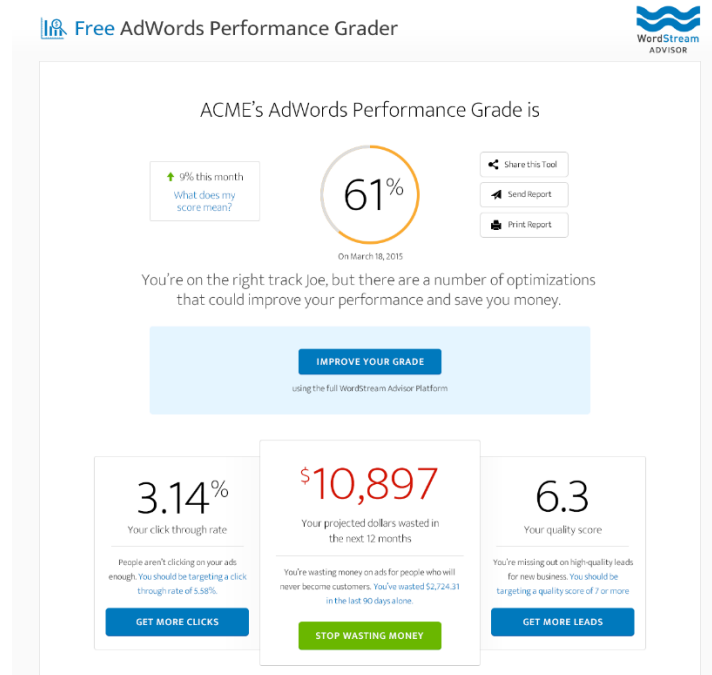 Free AdWords Performance Grader
WordStream
ADVISOR
ACME's AdWords Performance Grade is
↑ 9% this month
What does my
score mean?
61%
On March 18, 2015
Share this Tool
Send Report
Print Report
You're on the right track Joe, but there are a number of optimizations
that could improve your performance and save you money.
IMPROVE YOUR GRADE
using the full WordStream Advisor Platform
3.14%
Your click through rate
People aren't clicking on your ads
enough. You should be targeting a click
through rate of 5.58%.
GET MORE CLICKS
$10,897
Your projected dollars wasted in
the next 12 months
You're wasting money on ads for people who will
never become customers. You've wasted $2,724.31
in the last 90 days alone.
STOP WASTING MONEY
6.3
Your quality score
You're missing out on high-quality leads
for new business. You should be
targeting a quality score of 7 or more
GET MORE LEADS